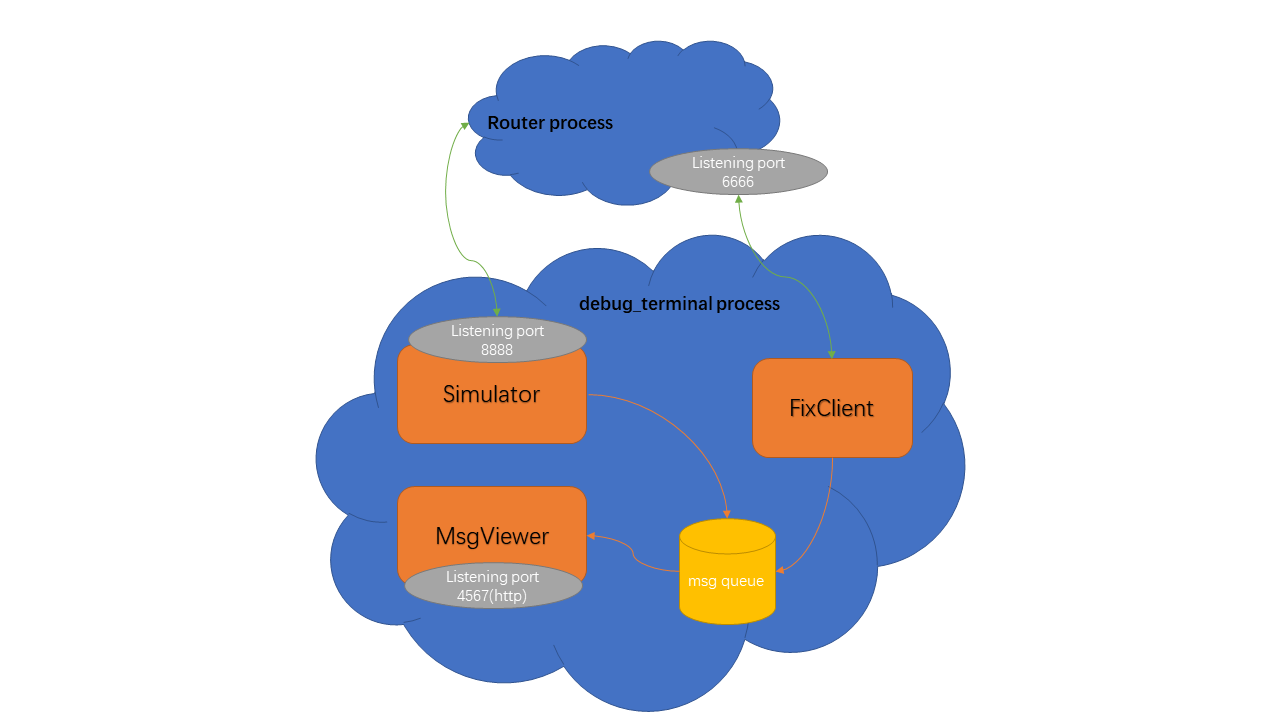 Router process
Listening port
6666
debug_terminal process
Listening port
8888
Simulator
FixClient
MsgViewer
Listening port
4567(http)
msg queue